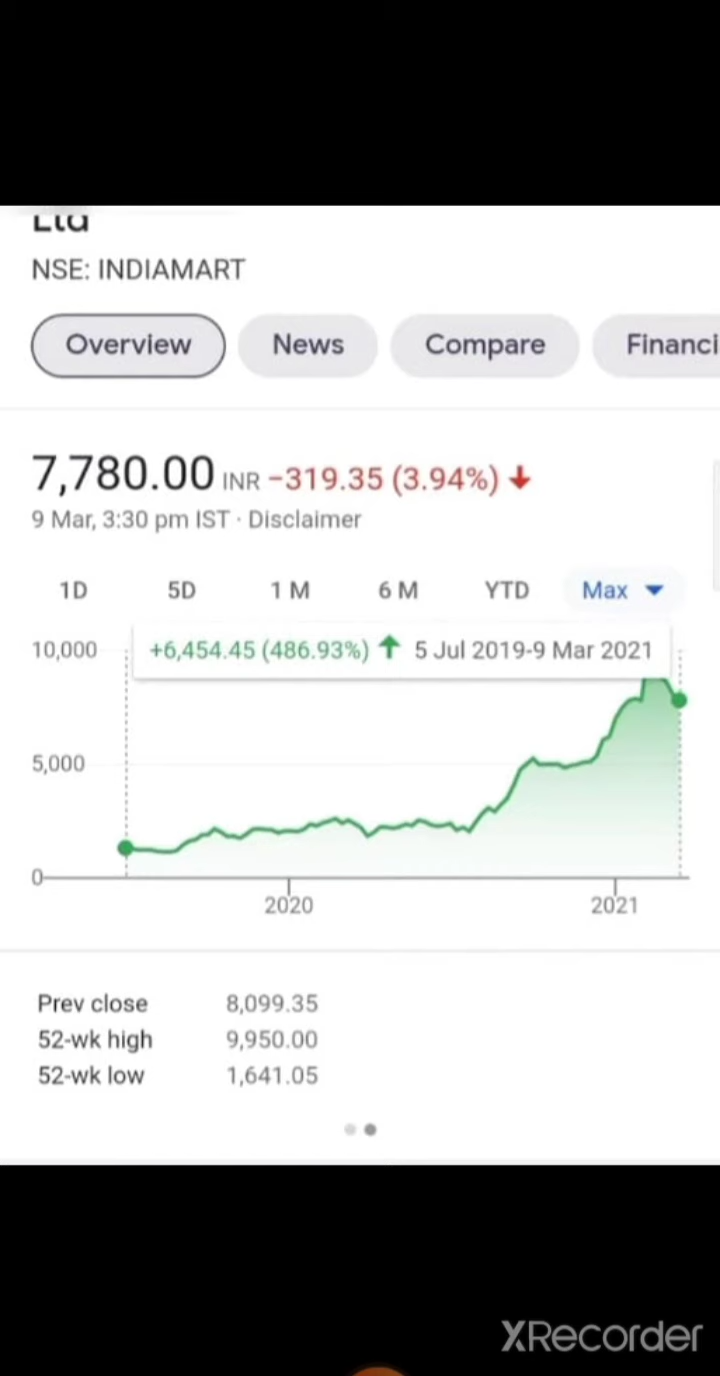 Ltd
NSE: INDIAMART
Overview News Compare Financi
7,780.00 INR −319.35 (3.94%)
9 Mar, 3:30 pm IST · Disclaimer
1D 5D 1 M 6 M YTD Max
10,000 +6,454.45 (486.93%) 5 Jul 2019-9 Mar 2021
5,000
0
2020 2021
Prev close 8,099.35
52-wk high 9,950.00
52-wk low 1,641.05
XRecorder